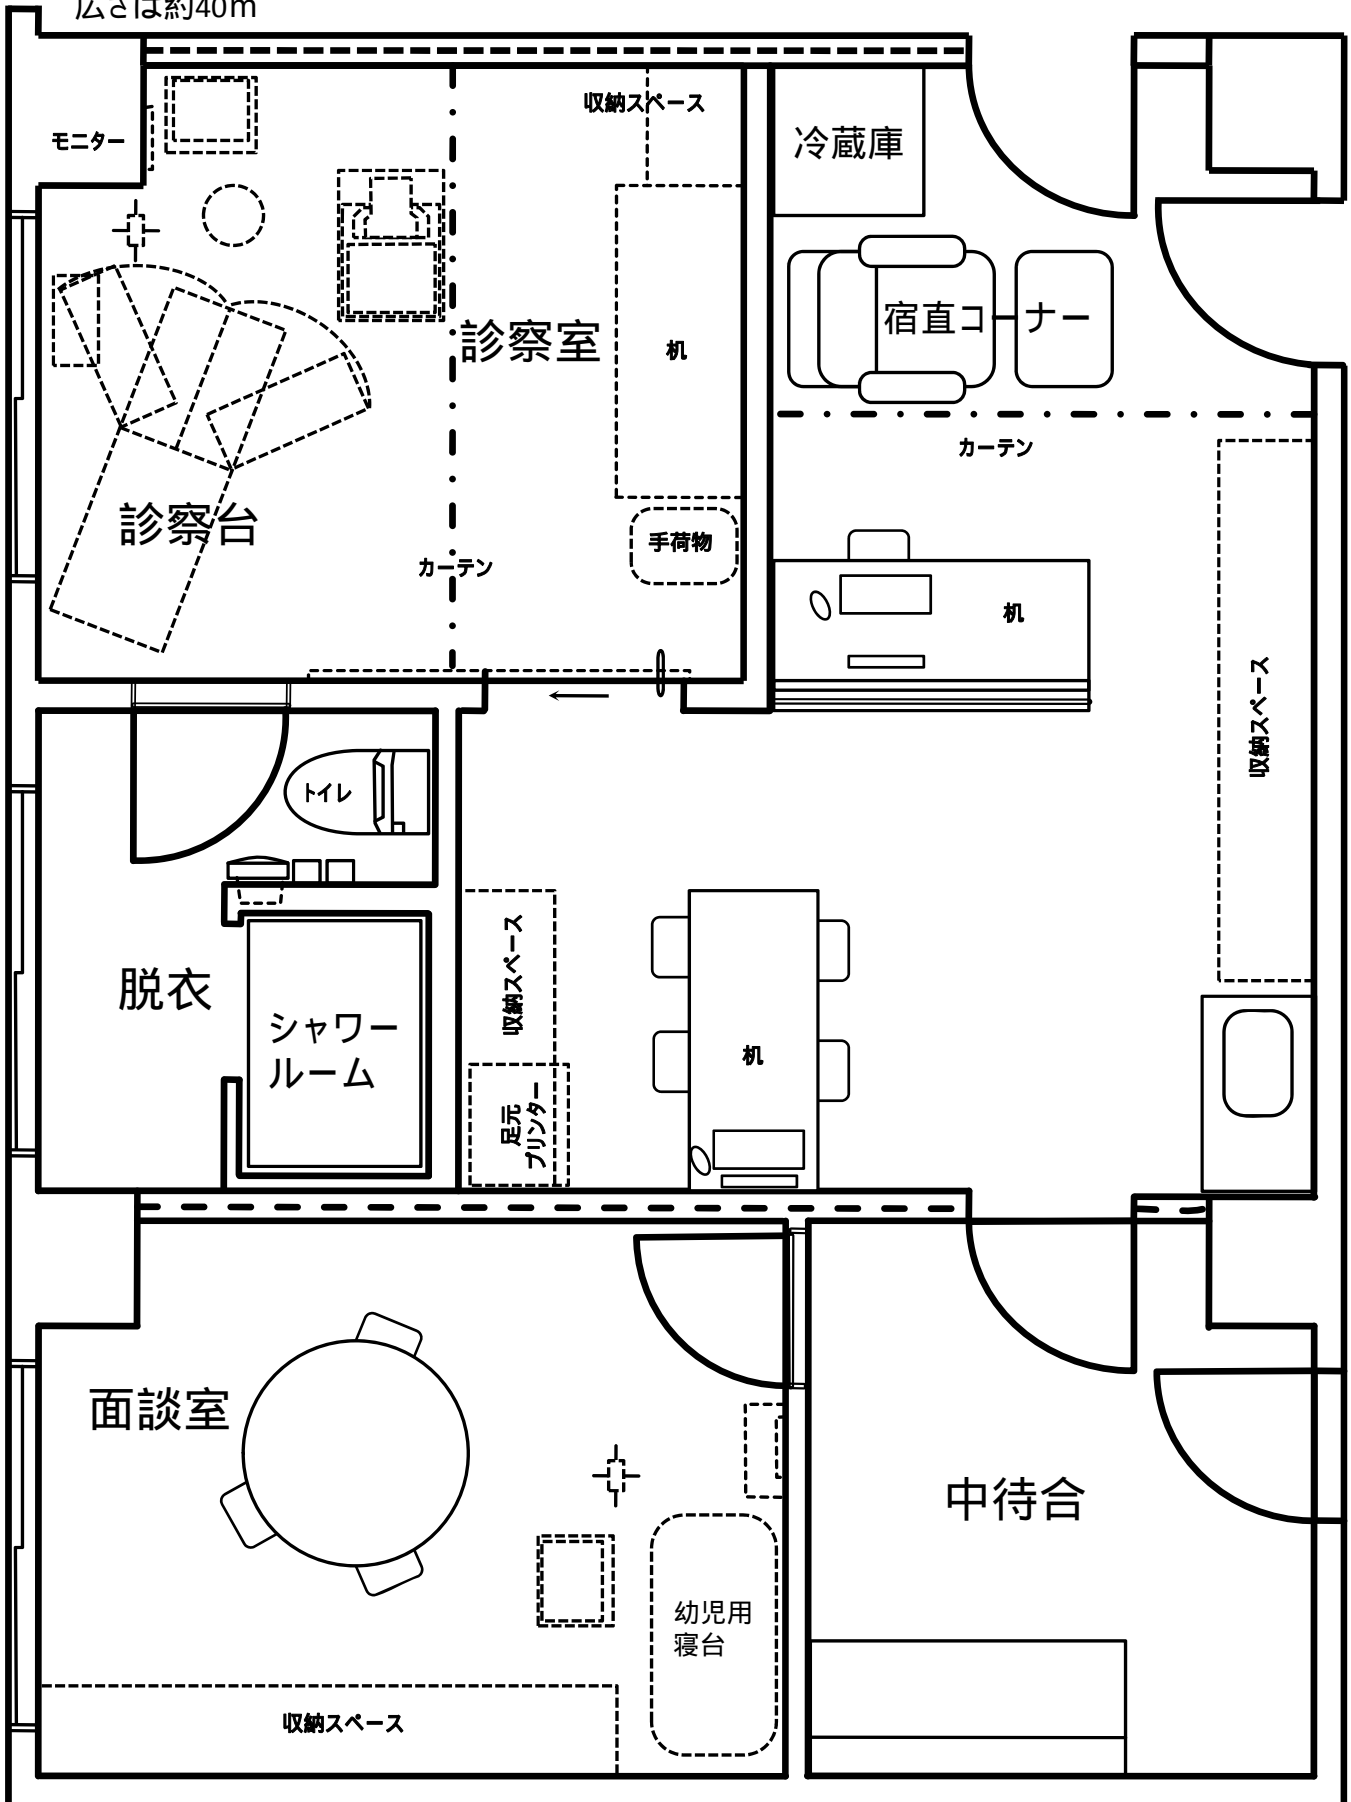 広さは約40m
収納スペース
モニター
冷蔵庫
宿直コーナー
診察室
机
カーテン
診察台
手荷物
カーテン
机
収納スペース
トイレ
収納スペース
脱衣
シャワー
ルーム
机
足元
プリンター
面談室
中待合
幼児用
寝台
収納スペース